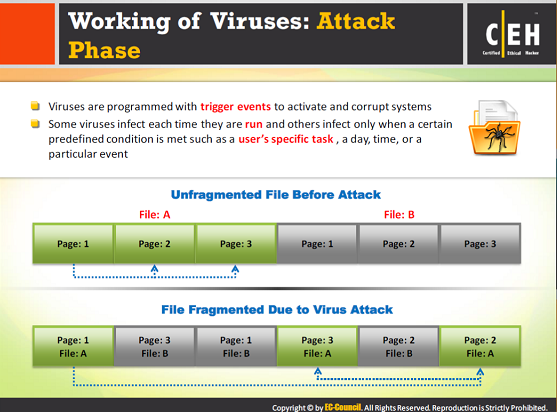 Working of Viruses: Attack
Phase
C|EH
Certified Ethical Hacker
Viruses are programmed with trigger events to activate and corrupt systems
Some viruses infect each time they are run and others infect only when a certain
predefined condition is met such as a user's specific task , a day, time, or a
particular event
Unfragmented File Before Attack
File: A
File: B
Page: 1
Page: 2
Page: 3
Page: 1
Page: 2
Page: 3
File Fragmented Due to Virus Attack
Page: 1
File: A
Page: 3
File: B
Page: 1
File: B
Page: 3
File: A
Page: 2
File: B
Page: 2
File: A
Copyright © by EC-Council. All Rights Reserved. Reproduction is Strictly Prohibited.